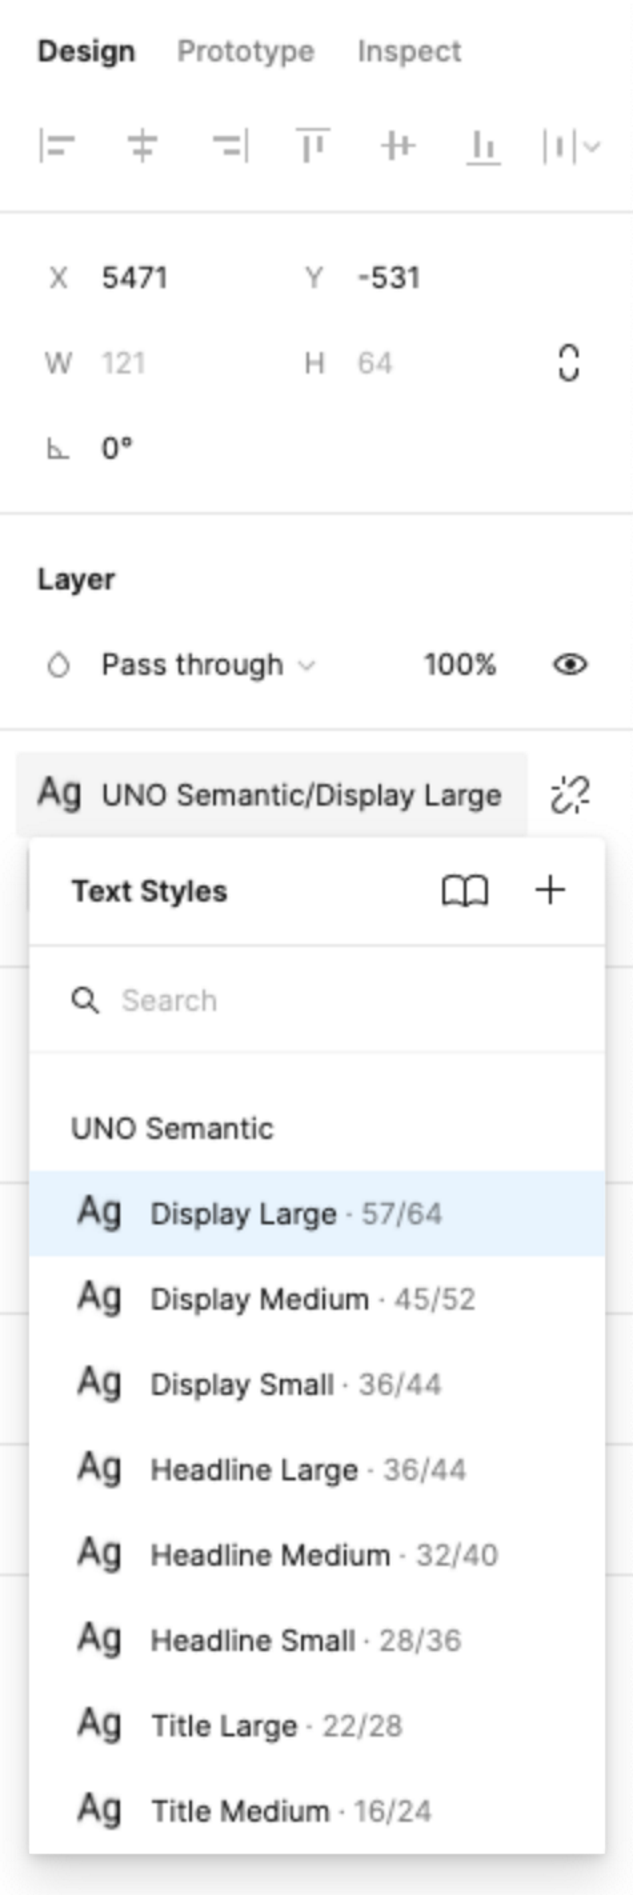 Design Prototype Inspect
X 5471 Y -531
W 121 H 64
0°
Layer
Pass through 100%
Ag UNO Semantic/Display Large
Text Styles
Search
UNO Semantic
Ag Display Large · 57/64
Ag Display Medium · 45/52
Ag Display Small · 36/44
Ag Headline Large · 36/44
Ag Headline Medium · 32/40
Ag Headline Small · 28/36
Ag Title Large · 22/28
Ag Title Medium · 16/24